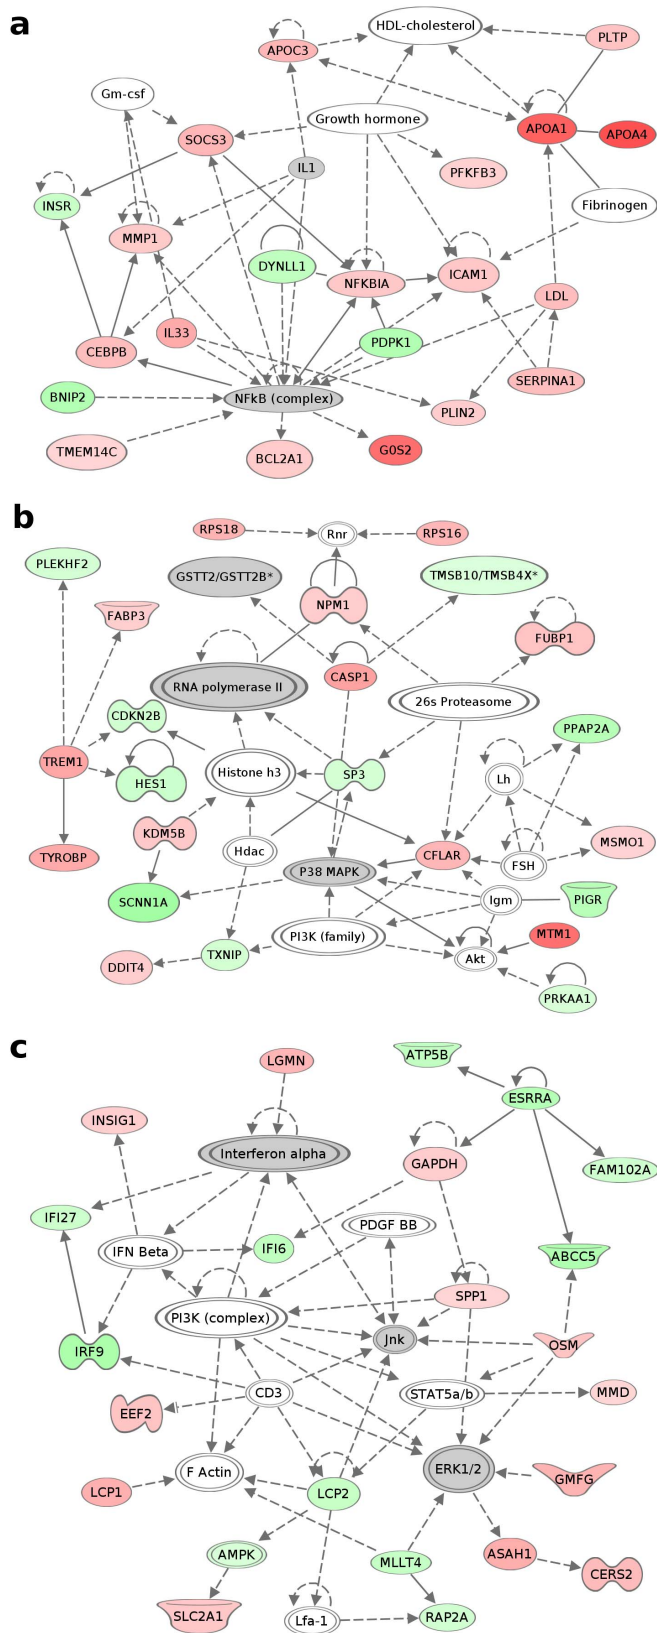 a
HDL-cholesterol
APOC3
PLTP
Gm-csf
Growth hormone
APOA1
APOA4
SOCS3
IL1
PFKFB3
INSR
Fibrinogen
MMP1
DYNLL1
NFKBIA
ICAM1
LDL
IL33
PDPK1
CEBPB
SERPINA1
BNIP2
NFkB (complex)
PLIN2
TMEM14C
BCL2A1
G0S2
b
RPS18
Rnr
RPS16
PLEKHF2
GSTT2/GSTT2B*
TMSB10/TMSB4X*
FABP3
NPM1
FUBP1
CASP1
RNA polymerase II
26s Proteasome
CDKN2B
PPAP2A
TREM1
HES1
Histone h3
SP3
Lh
KDM5B
MSMO1
TYROBP
Hdac
CFLAR
FSH
P38 MAPK
SCNN1A
Igm
PIGR
PI3K (family)
MTM1
DDIT4
TXNIP
Akt
PRKAA1
c
ATP5B
LGMN
ESRRA
INSIG1
Interferon alpha
GAPDH
FAM102A
IFI27
PDGF BB
IFN Beta
IFI6
ABCC5
SPP1
PI3K (complex)
Jnk
OSM
IRF9
CD3
STAT5a/b
MMD
EEF2
F Actin
ERK1/2
GMFG
LCP1
LCP2
AMPK
MLLT4
ASAH1
CERS2
SLC2A1
Lfa-1
RAP2A